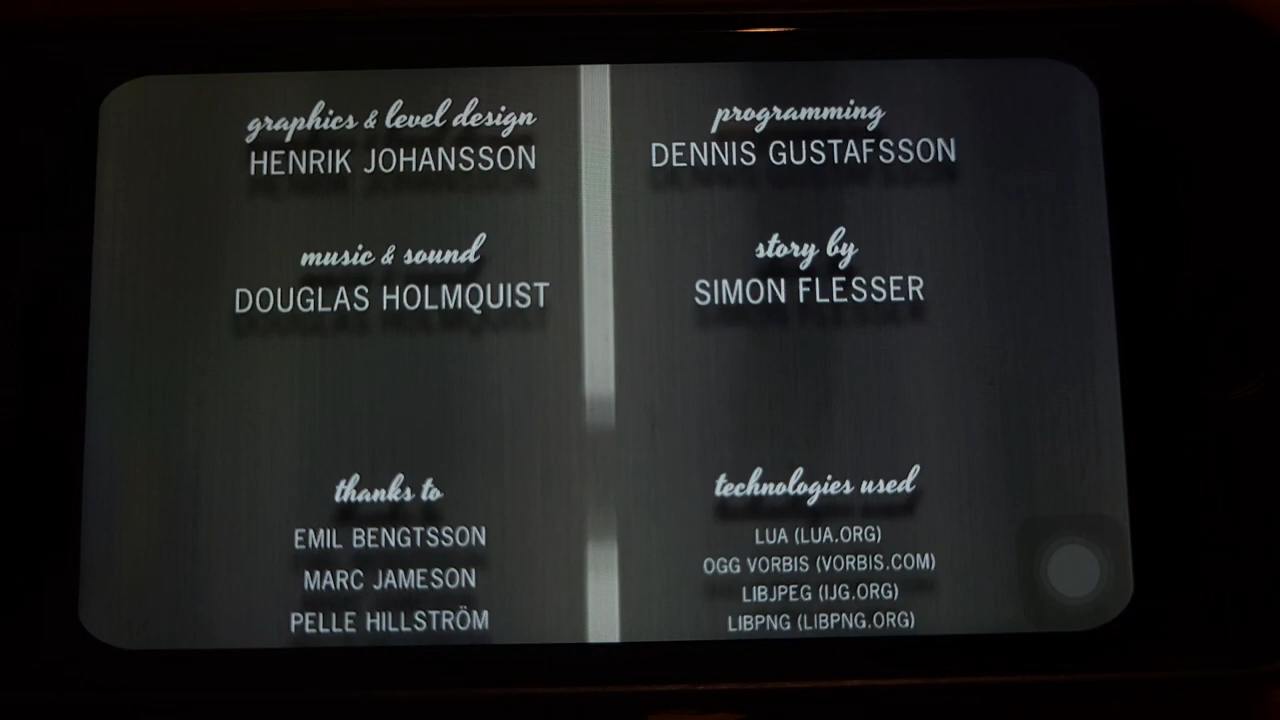 graphics & level design
HENRIK JOHANSSON
music & sound
DOUGLAS HOLMQUIST
thanks to
EMIL BENGTSSON
MARC JAMESON
PELLE HILLSTRÖM
programming
DENNIS GUSTAFSSON
story by
SIMON FLESSER
technologies used
LUA (LUA.ORG)
OGG VORBIS (VORBIS.COM)
LIBJPEG (IJG.ORG)
LIBPNG (LIBPNG.ORG)